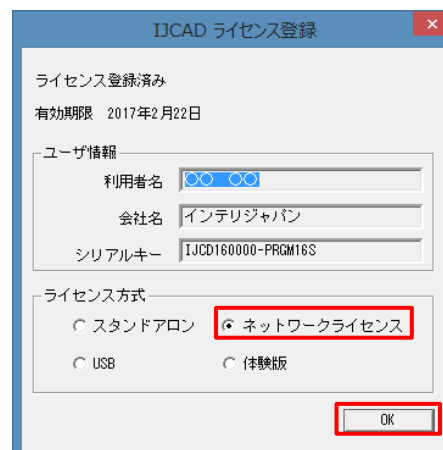 IJCAD ライセンス登録
ライセンス登録済み
有効期限 2017年2月22日
ユーザ情報
利用者名 〇〇 〇〇
会社名 インテリジャパン
シリアルキー IJCD160000-PRGM16S
ライセンス方式
スタンドアロン ネットワークライセンス
USB 体験版
OK